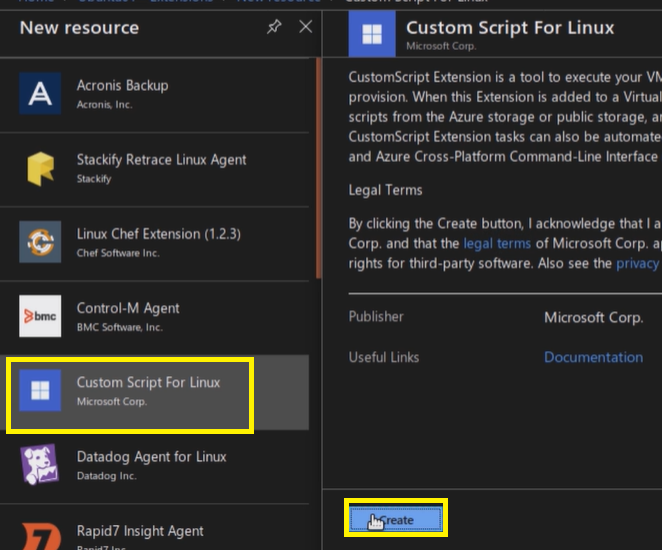 New resource
Acronis Backup
Acronis, Inc.
Stackify Retrace Linux Agent
Stackify
Linux Chef Extension (1.2.3)
Chef Software Inc.
bmc
Control-M Agent
BMC Software, Inc.
Custom Script For Linux
Microsoft Corp.
Datadog Agent for Linux
Datadog Inc.
Rapid7 Insight Agent
Custom Script For Linux
Microsoft Corp.
CustomScript Extension is a tool to execute your VM
provision. When this Extension is added to a Virtual
scripts from the Azure storage or public storage,
CustomScript Extension tasks can also be automate
and Azure Cross-Platform Command-Line Interface
Legal Terms
By clicking the Create button, I acknowledge that I
Corp. and that the legal terms of Microsoft Corp.
rights for third-party software. Also see the privacy
Publisher Microsoft Corp.
Useful Links Documentation
Create